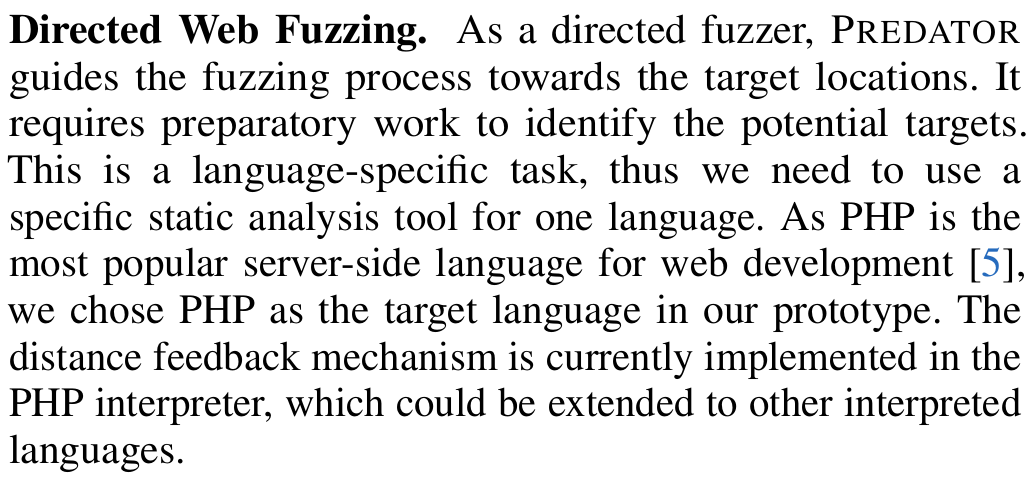 Directed Web Fuzzing. As a directed fuzzer, PREDATOR
guides the fuzzing process towards the target locations. It
requires preparatory work to identify the potential targets.
This is a language-specific task, thus we need to use a
specific static analysis tool for one language. As PHP is the
most popular server-side language for web development [5],
we chose PHP as the target language in our prototype. The
distance feedback mechanism is currently implemented in the
PHP interpreter, which could be extended to other interpreted
languages.